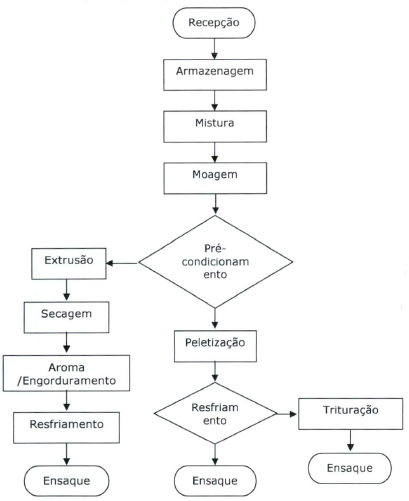 Recepção
Armazenagem
Mistura
Moagem
Pré-
condicionam
ento
Extrusão
Secagem
Aroma
/Engorduramento
Resfriamento
Ensaque
Peletização
Resfriam
ento
Ensaque
Trituração
Ensaque